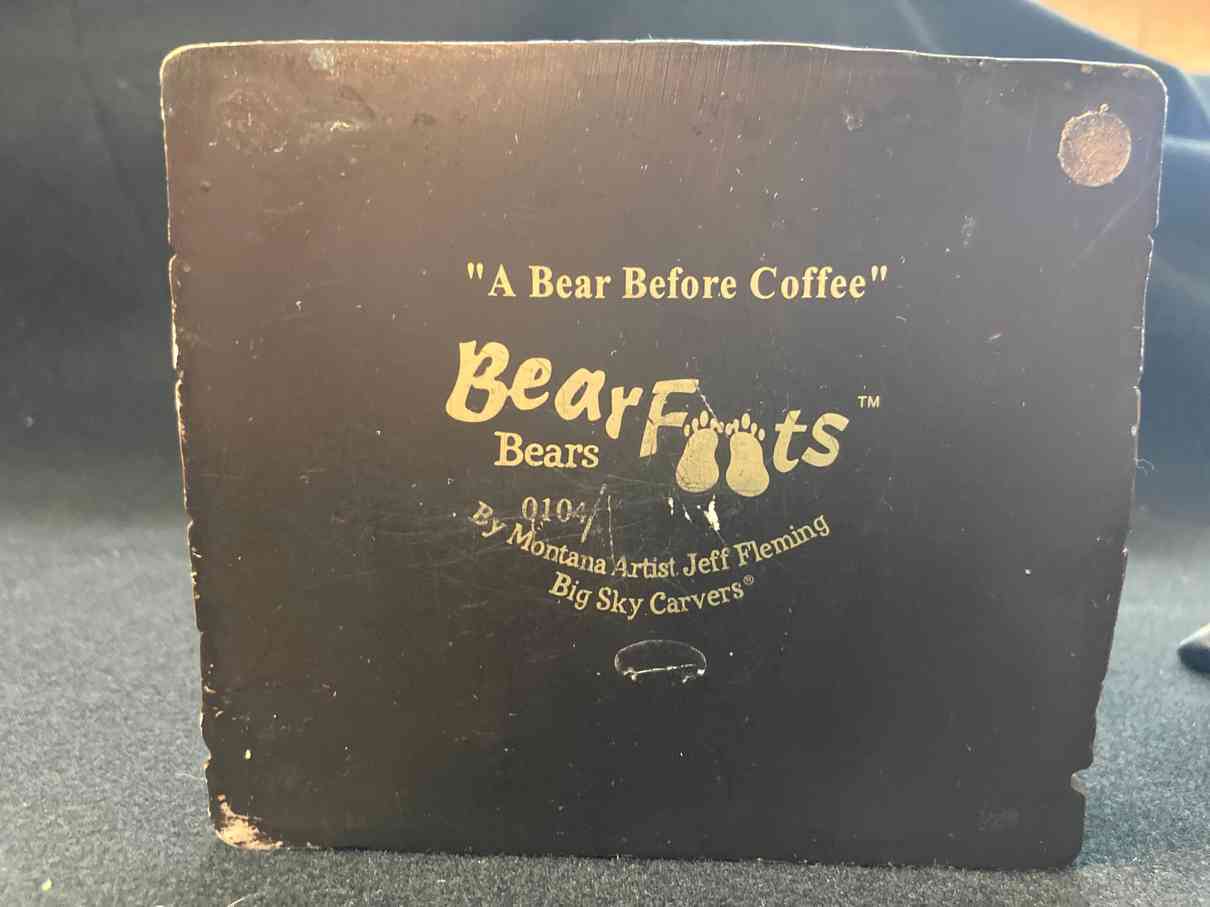 "A Bear Before Coffee"
BearFoots™
Bears
0104/
By Montana Artist Jeff Fleming
Big Sky Carvers®